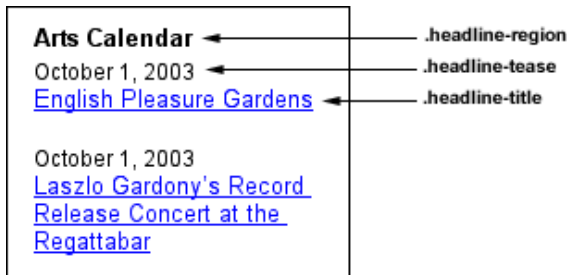 Arts Calendar .headline-region
October 1, 2003 .headline-tease
English Pleasure Gardens .headline-title
October 1, 2003
Laszlo Gardony's Record
Release Concert at the
Regattabar